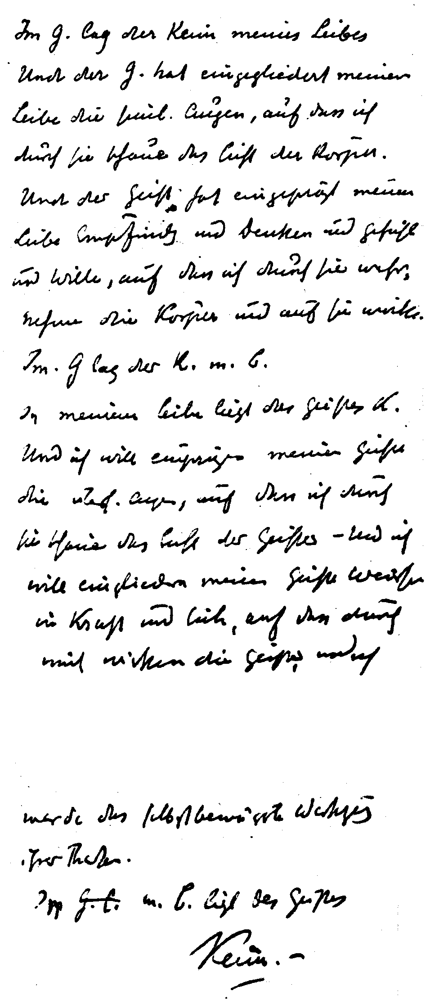 Im G. lag der Keim meines Leibes
Und der G. hat eingegliedert meinem
Leibe die sinnl. Augen, auf dass ich
durch sie schaue das Licht der Körper.
Und der Geist hat eingeprägt meinem
Leibe Empfindg und Denken und Gefühl
und Wille, auf dass ich durch sie wahr=
nehme die Körper und auf sie wirke.
Im. G lag der K. m. L.
In meinem Leibe liegt des Geistes K.
Und ich will einprägen meinem Geiste
die übers. Augen, auf dass ich durch
sie schaue das Licht der Geister – Und ich
will eingliedern meinem Geiste Weisheit
und Kraft und Liebe, auf dass durch
mich wirken die Geister, und ich
werde das selbstbewusste Werkzeug
ihrer Thaten.
In G. L. m. L. liegt des Geistes
Keim. –